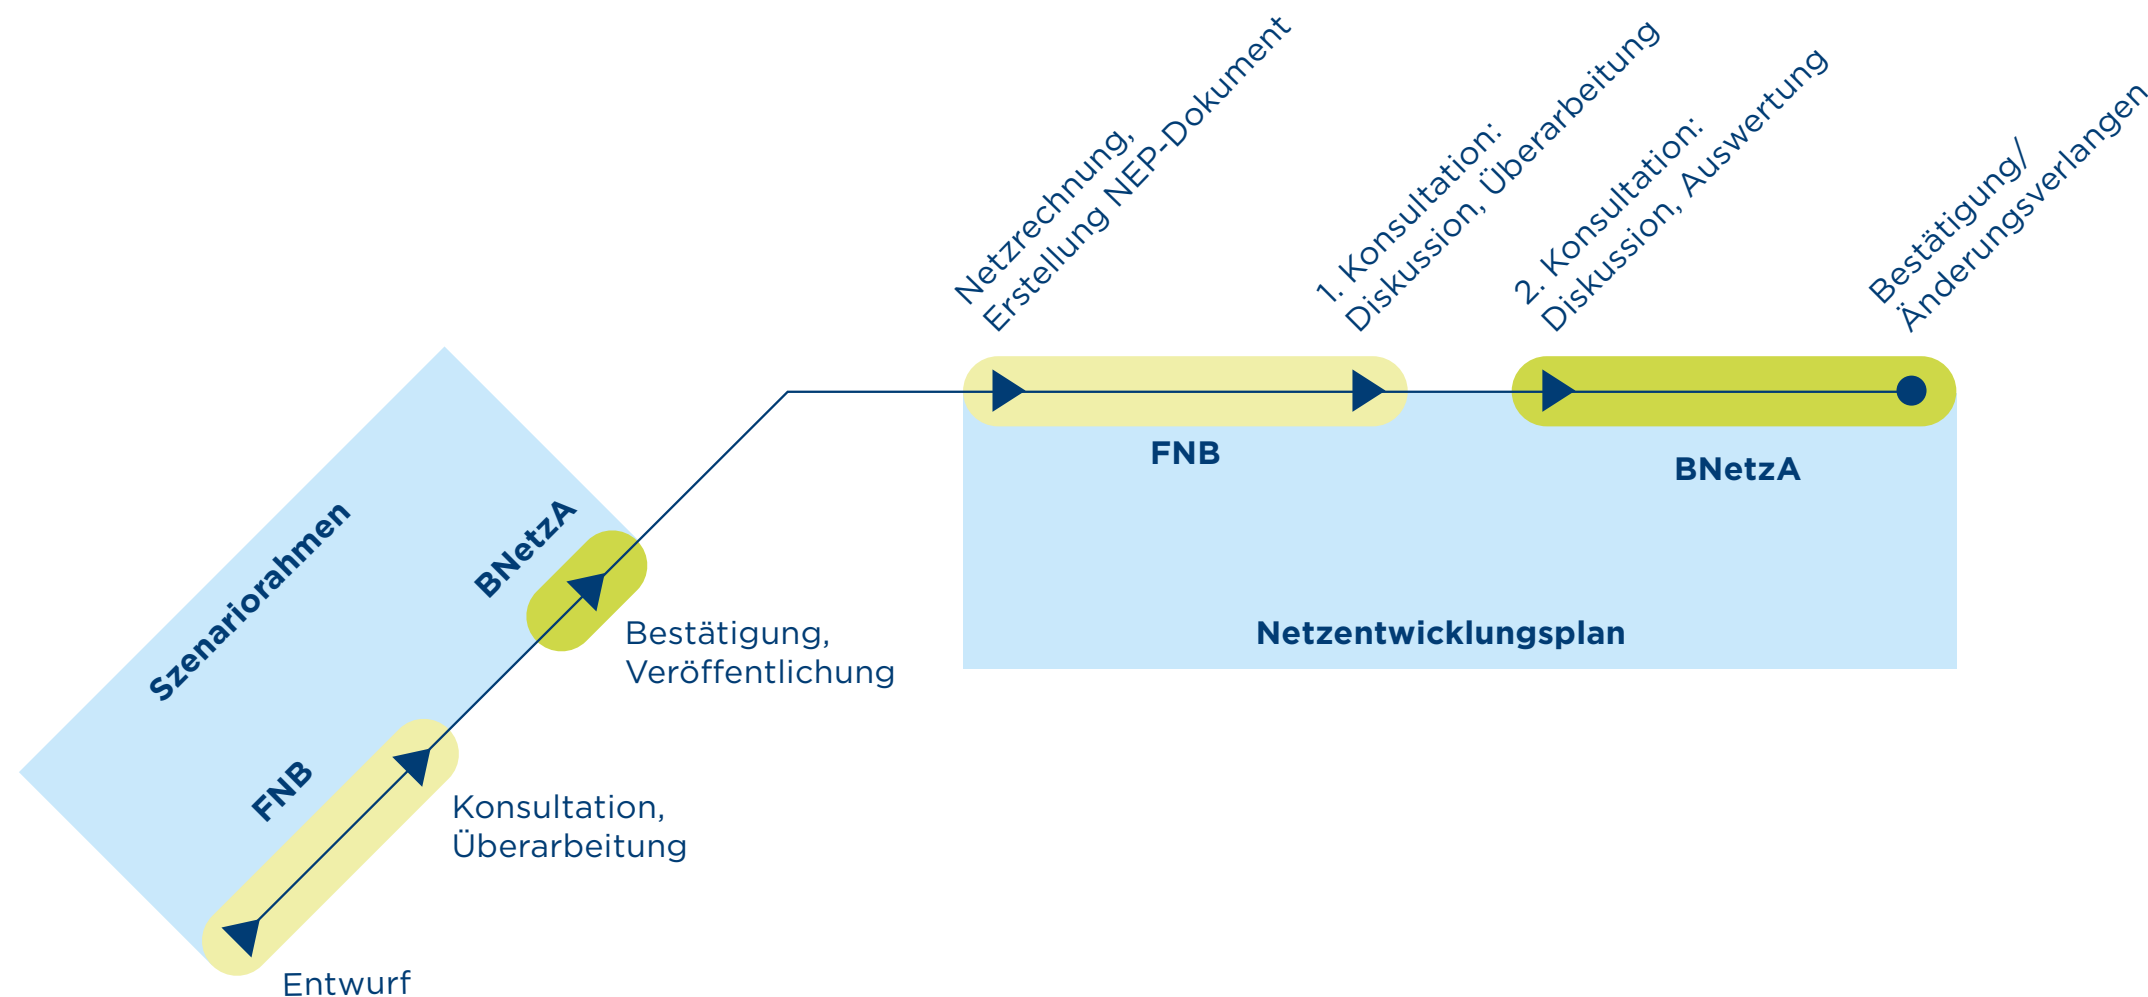 Szenariorahmen
FNB
BNetzA
Entwurf
Konsultation,
Überarbeitung
Bestätigung,
Veröffentlichung
Netzrechnung,
Erstellung NEP-Dokument
1. Konsultation:
Diskussion, Überarbeitung
2. Konsultation:
Diskussion, Auswertung
Bestätigung/
Änderungsverlangen
FNB
BNetzA
Netzentwicklungsplan